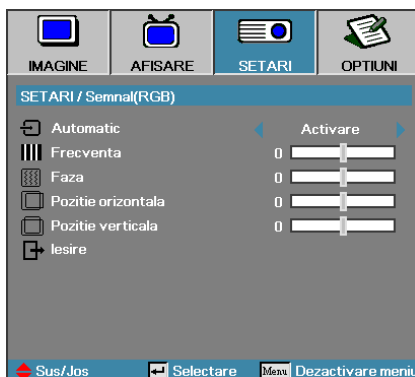 IMAGINE AFISARE SETARI OPTIUNI
SETARI / Semnal(RGB)
Automatic Activare
Frecventa 0
Faza 0
Pozitie orizontala 0
Pozitie verticala 0
Iesire
Sus/Jos Selectare Menu Dezactivare meniu